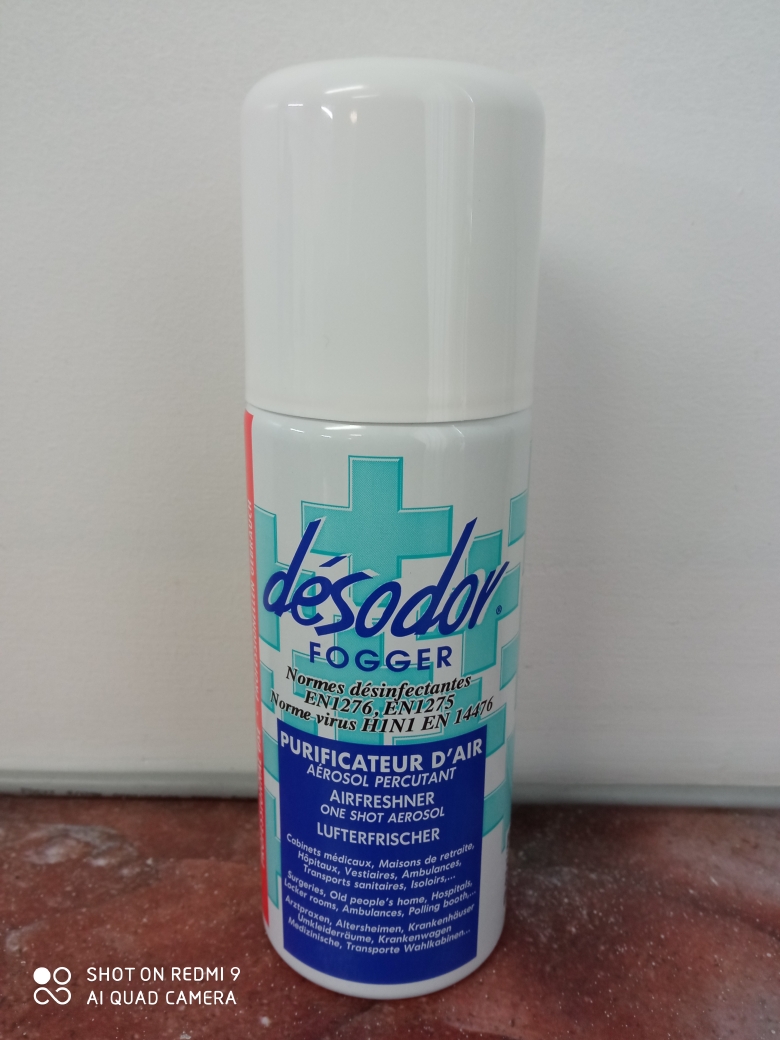 désodor®
FOGGER
Normes désinfectantes
EN1276, EN1275
Norme virus H1N1 EN 14476
PURIFICATEUR D'AIR
AÉROSOL PERCUTANT
AIRFRESHNER
ONE SHOT AEROSOL
LUFTERFRISCHER
Cabinets médicaux, Maisons de retraite,
Hôpitaux, Vestiaires, Ambulances,
Transports sanitaires, Isoloirs,...
Surgeries, Old people's home, Hospitals,
Locker rooms, Ambulances, Polling booth...
Arztpraxen, Altersheimen, Krankenhäuser
Umkleiderräume, Krankenwagen
Medizinische, Transporte Wahlkabinen...
SHOT ON REDMI 9
AI QUAD CAMERA